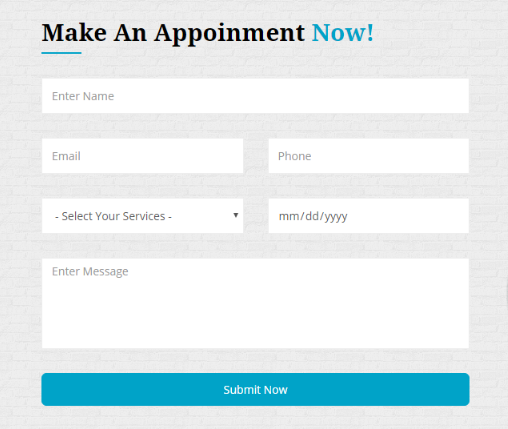 Make An Appoinment Now!
Enter Name
Email
Phone
- Select Your Services -
mm/dd/yyyy
Enter Message
Submit Now